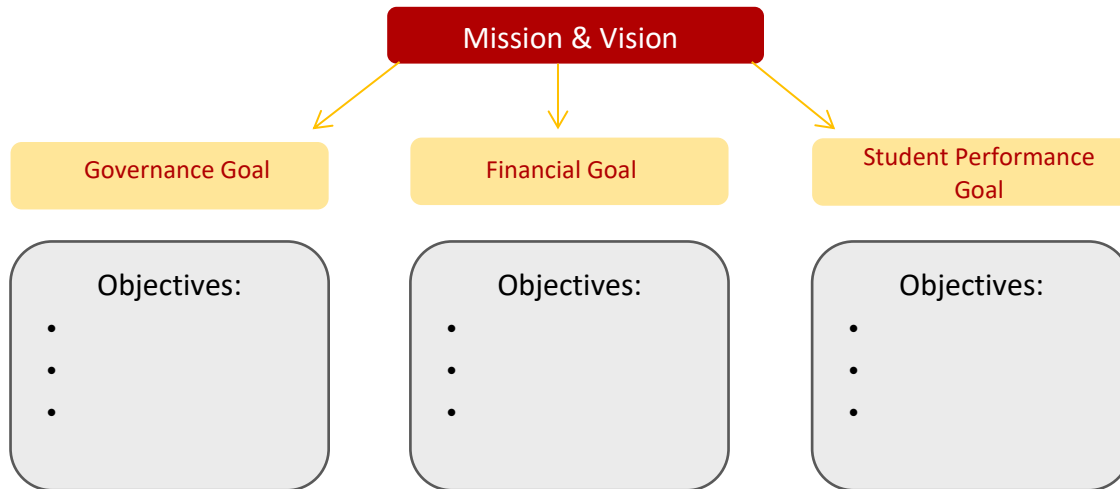 Mission & Vision
Governance Goal
Financial Goal
Student Performance
Goal
Objectives:
•
•
•
Objectives:
•
•
•
Objectives:
•
•
•